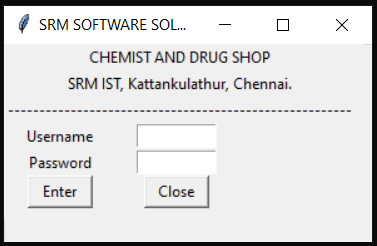 SRM SOFTWARE SOL...
CHEMIST AND DRUG SHOP
SRM IST, Kattankulathur, Chennai.
--------------------------------------------------------------------
Username
Password
Enter Close